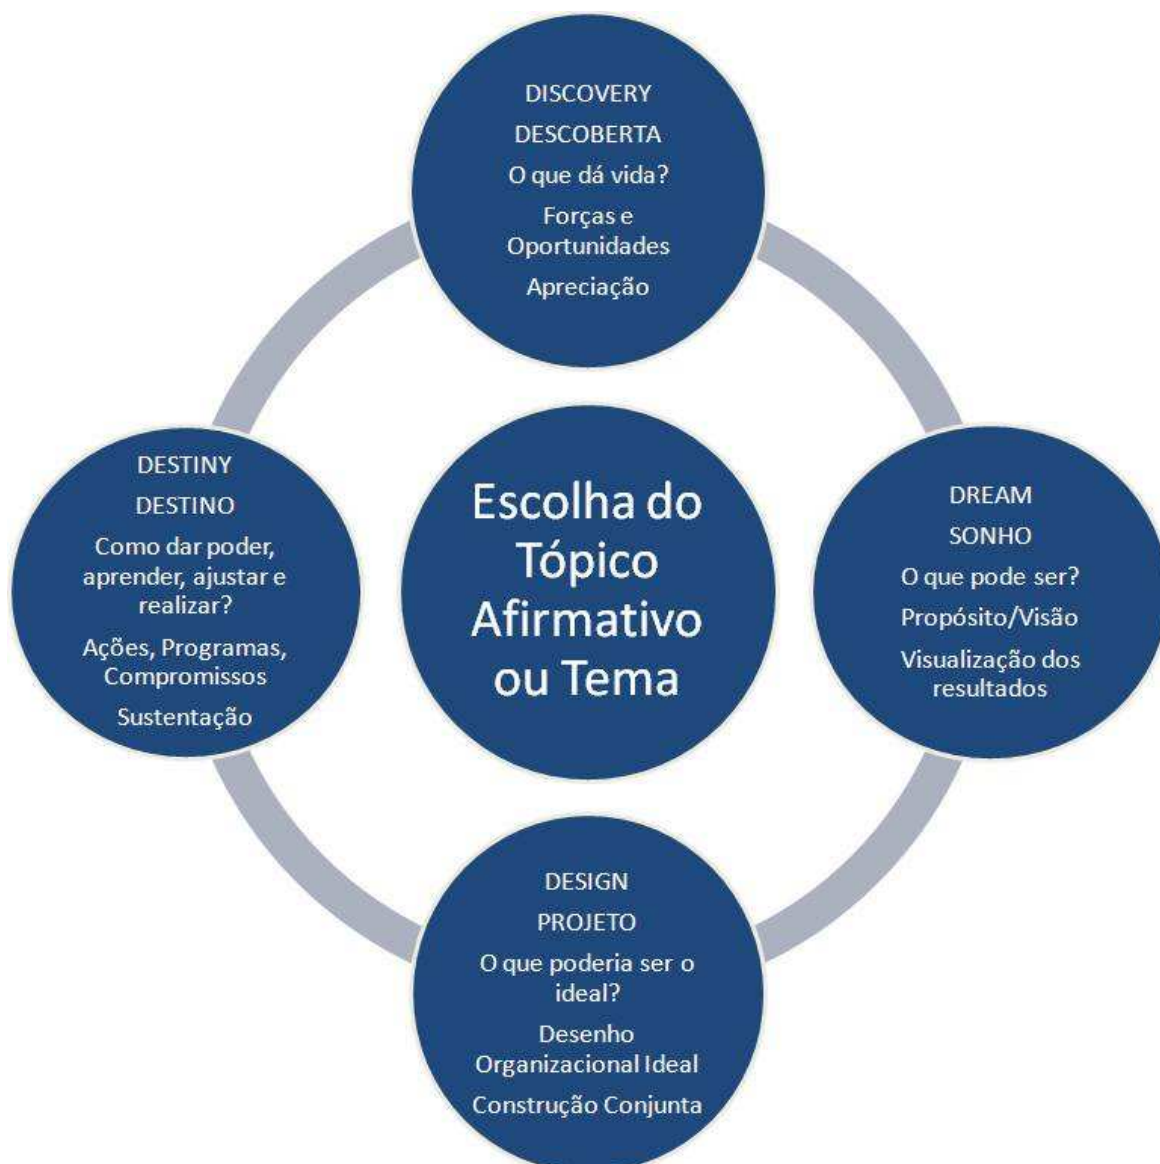 DISCOVERY
DESCOBERTA
O que dá vida?
Forças e
Oportunidades
Apreciação
DESTINY
DESTINO
Como dar poder,
aprender, ajustar e
realizar?
Ações, Programas,
Compromissos
Sustentação
Escolha do
Tópico
Afirmativo
ou Tema
DREAM
SONHO
O que pode ser?
Propósito/Visão
Visualização dos
resultados
DESIGN
PROJETO
O que poderia ser o
ideal?
Desenho
Organizacional Ideal
Construção Conjunta